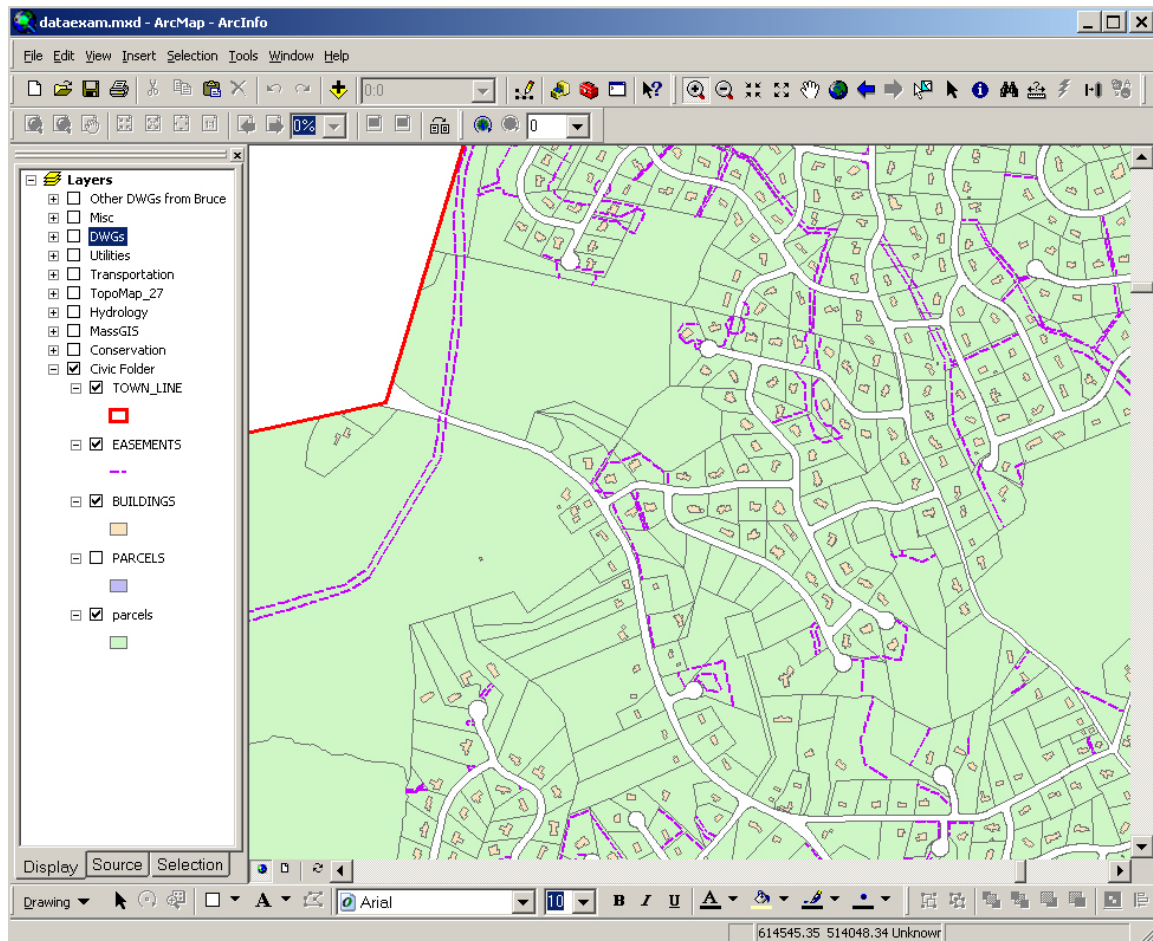 dataexam.mxd - ArcMap - ArcInfo
File Edit View Insert Selection Tools Window Help
0:0
0% 0
Layers
Other DWGs from Bruce
Misc
DWGs
Utilities
Transportation
TopoMap_27
Hydrology
MassGIS
Conservation
Civic Folder
TOWN_LINE
EASEMENTS
BUILDINGS
PARCELS
parcels
Display Source Selection
Drawing A Arial 10 B I U A
614545.35 514048.34 Unknowr